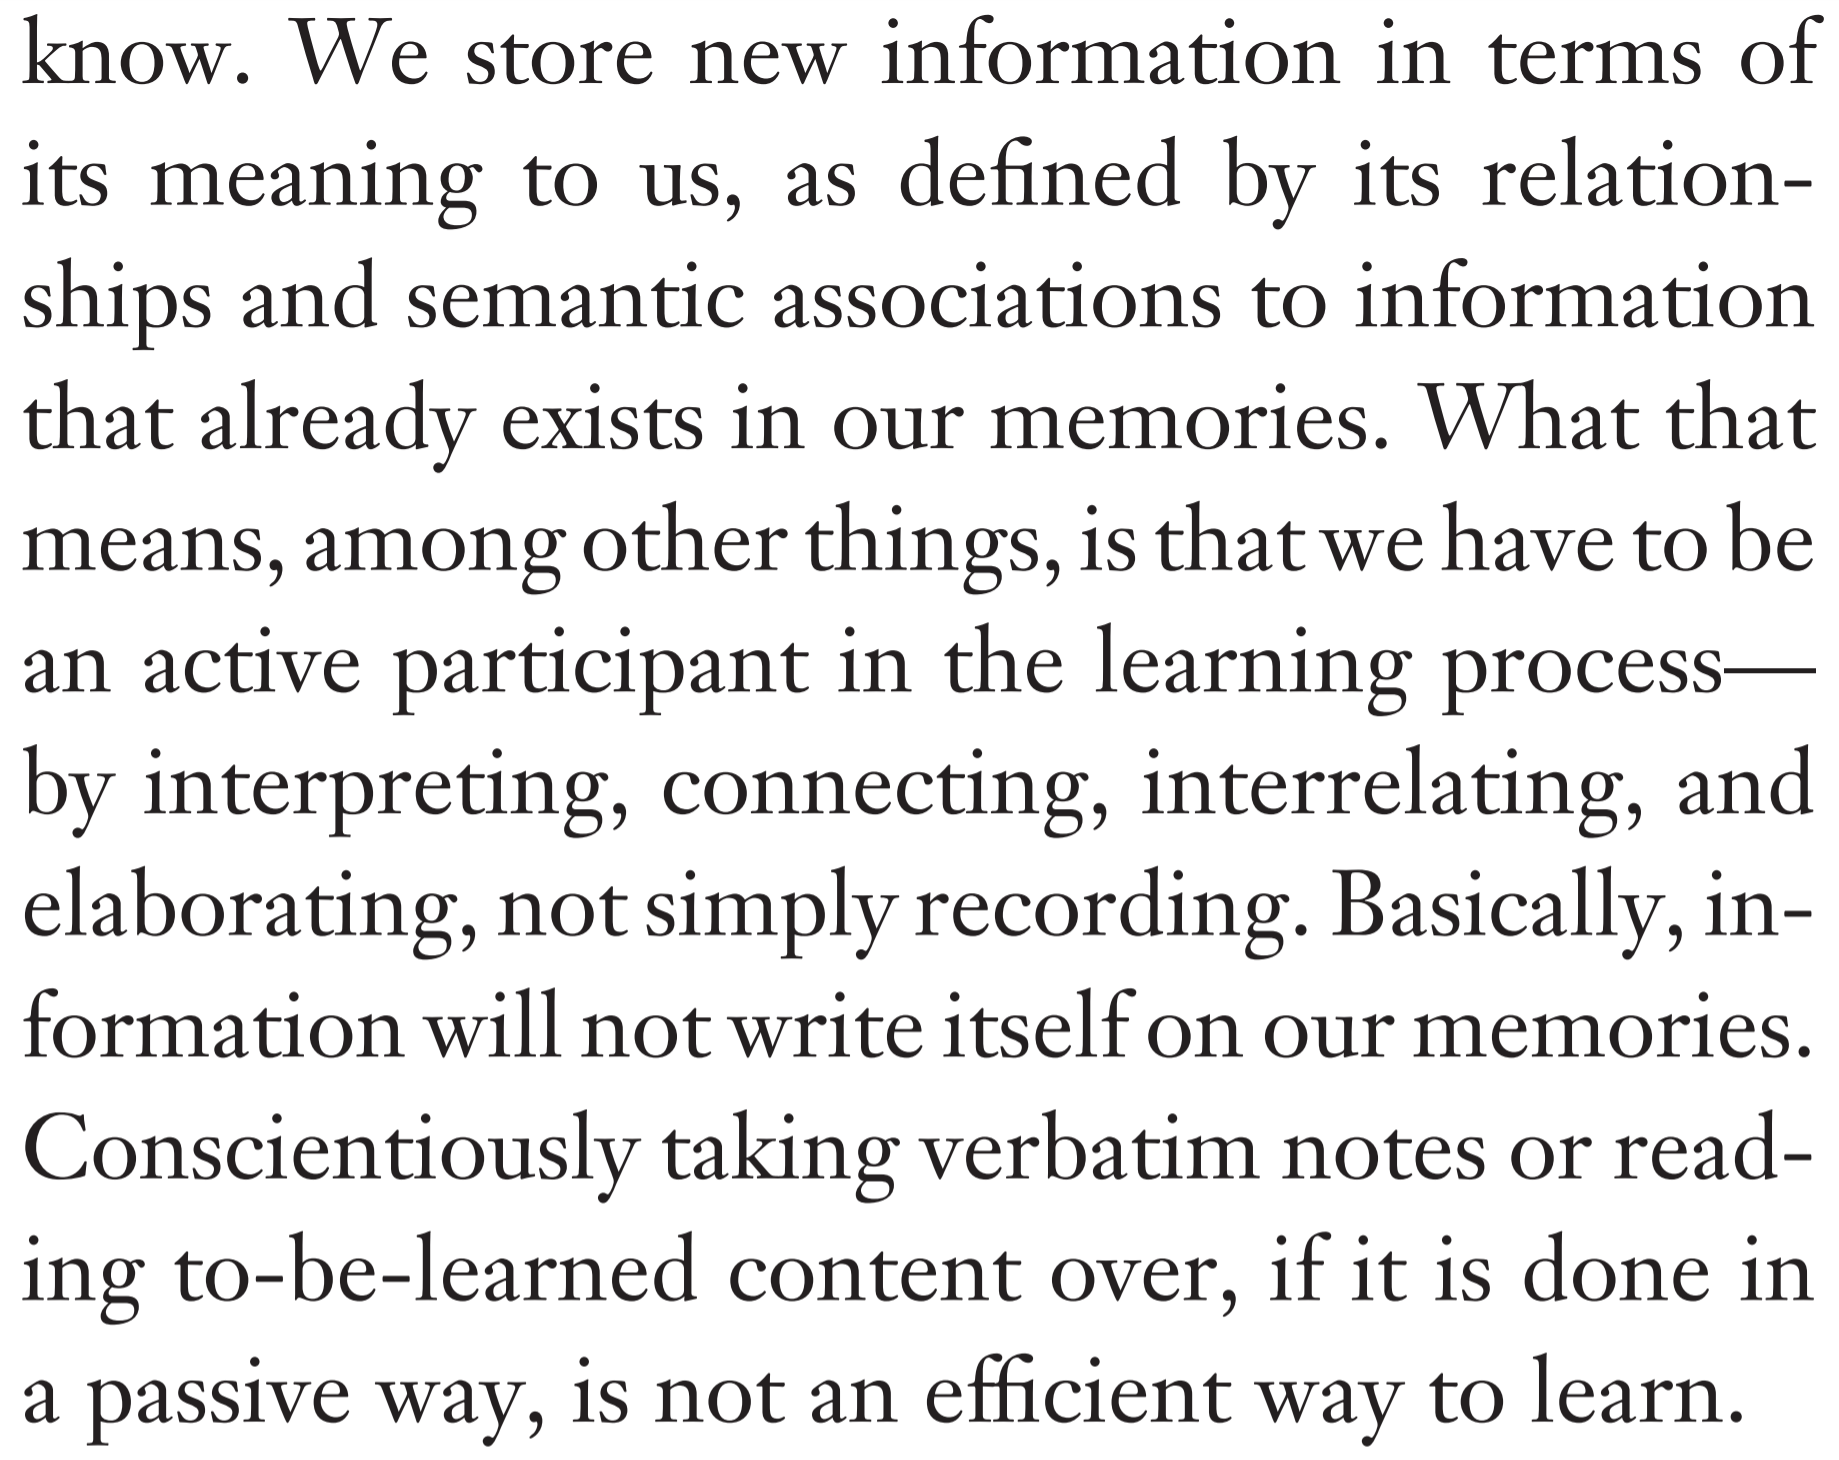 know. We store new information in terms of
its meaning to us, as defined by its relation-
ships and semantic associations to information
that already exists in our memories. What that
means, among other things, is that we have to be
an active participant in the learning process—
by interpreting, connecting, interrelating, and
elaborating, not simply recording. Basically, in-
formation will not write itself on our memories.
Conscientiously taking verbatim notes or read-
ing to-be-learned content over, if it is done in
a passive way, is not an efficient way to learn.